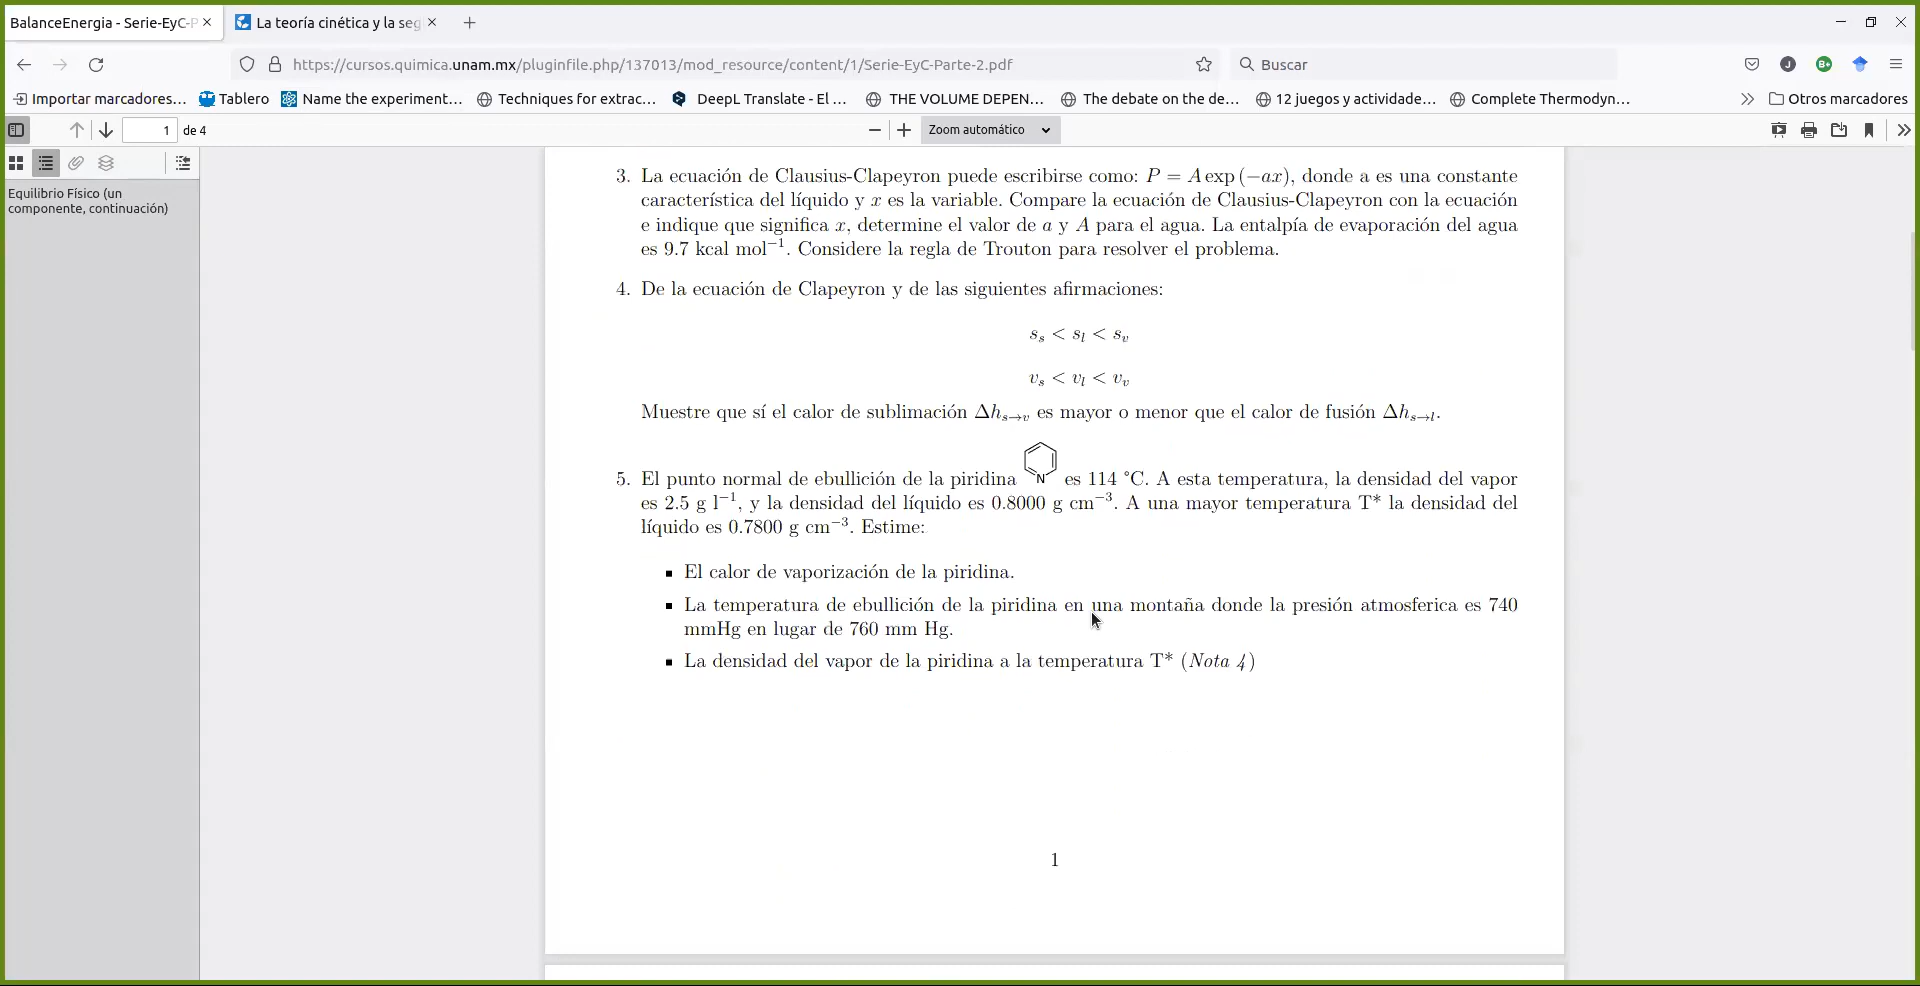 BalanceEnergia - Serie-EyC-P
La teoría cinética y la seg
https://cursos.quimica.unam.mx/pluginfile.php/137013/mod_resource/content/1/Serie-EyC-Parte-2.pdf
Buscar
J
B+
Importar marcadores...
Tablero
Name the experiment...
Techniques for extrac...
DeepL Translate - El ...
THE VOLUME DEPEN...
The debate on the de...
12 juegos y actividade...
Complete Thermodyn...
Otros marcadores
1 de 4
Zoom automático
Equilibrio Físico (un
componente, continuación)
3. La ecuación de Clausius-Clapeyron puede escribirse como: P = A exp (−ax), donde a es una constante
característica del líquido y x es la variable. Compare la ecuación de Clausius-Clapeyron con la ecuación
e indique que significa x, determine el valor de a y A para el agua. La entalpía de evaporación del agua
es 9.7 kcal mol⁻¹. Considere la regla de Trouton para resolver el problema.
4. De la ecuación de Clapeyron y de las siguientes afirmaciones:
s_s < s_l < s_v
v_s < v_l < v_v
Muestre que sí el calor de sublimación Δh_{s→v} es mayor o menor que el calor de fusión Δh_{s→l}.
N
5. El punto normal de ebullición de la piridina es 114 °C. A esta temperatura, la densidad del vapor
es 2.5 g l⁻¹, y la densidad del líquido es 0.8000 g cm⁻³. A una mayor temperatura T* la densidad del
líquido es 0.7800 g cm⁻³. Estime:
▪ El calor de vaporización de la piridina.
▪ La temperatura de ebullición de la piridina en una montaña donde la presión atmosferica es 740
mmHg en lugar de 760 mm Hg.
▪ La densidad del vapor de la piridina a la temperatura T* (Nota 4)
1